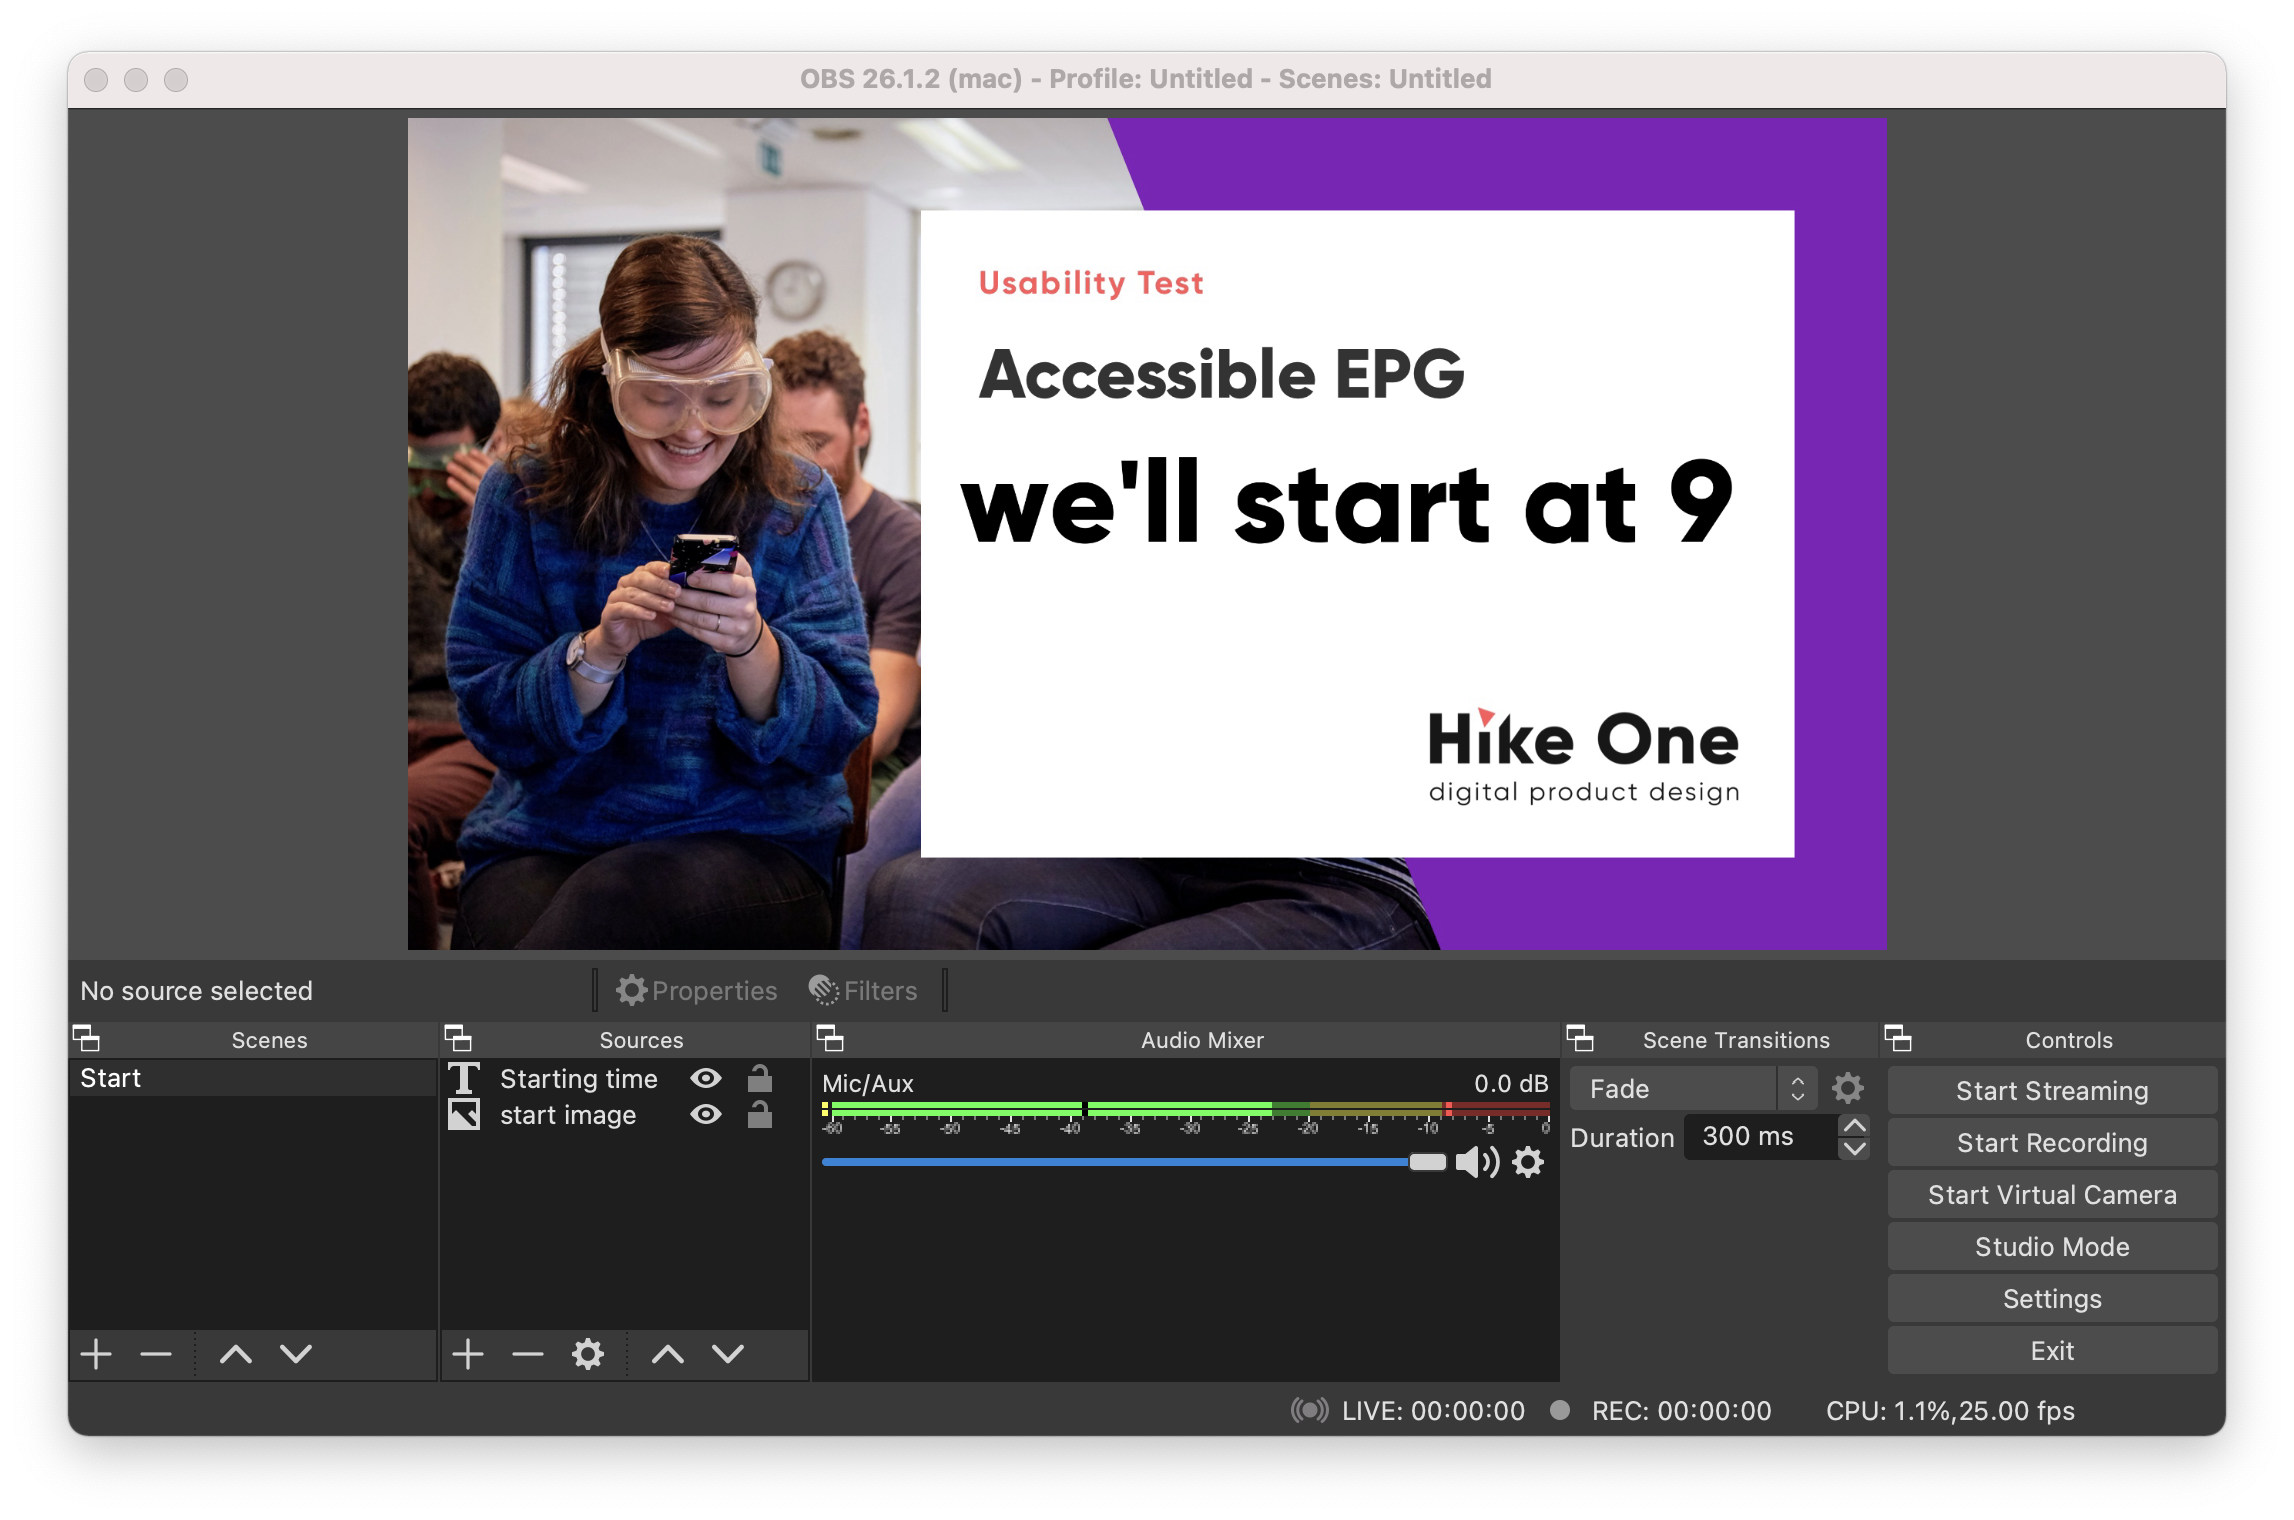 OBS 26.1.2 (mac) - Profile: Untitled - Scenes: Untitled
Usability Test
Accessible EPG
we'll start at 9
Hike One
digital product design
No source selected
Properties
Filters
Scenes
Start
Sources
Starting time
start image
Audio Mixer
Mic/Aux 0.0 dB
-60 -55 -50 -45 -40 -35 -30 -25 -20 -15 -10 -5 0
Scene Transitions
Fade
Duration 300 ms
Controls
Start Streaming
Start Recording
Start Virtual Camera
Studio Mode
Settings
Exit
LIVE: 00:00:00 REC: 00:00:00 CPU: 1.1%,25.00 fps